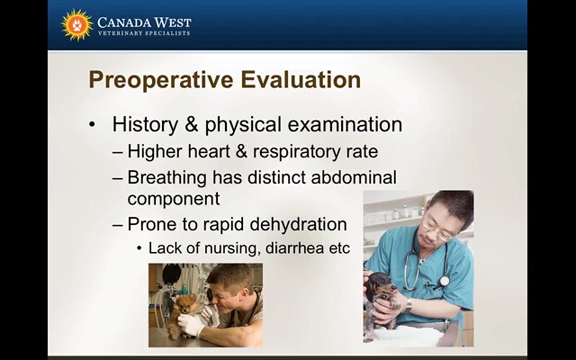 CANADA WEST
VETERINARY SPECIALISTS
Preoperative Evaluation
• History & physical examination
– Higher heart & respiratory rate
– Breathing has distinct abdominal
component
– Prone to rapid dehydration
• Lack of nursing, diarrhea etc